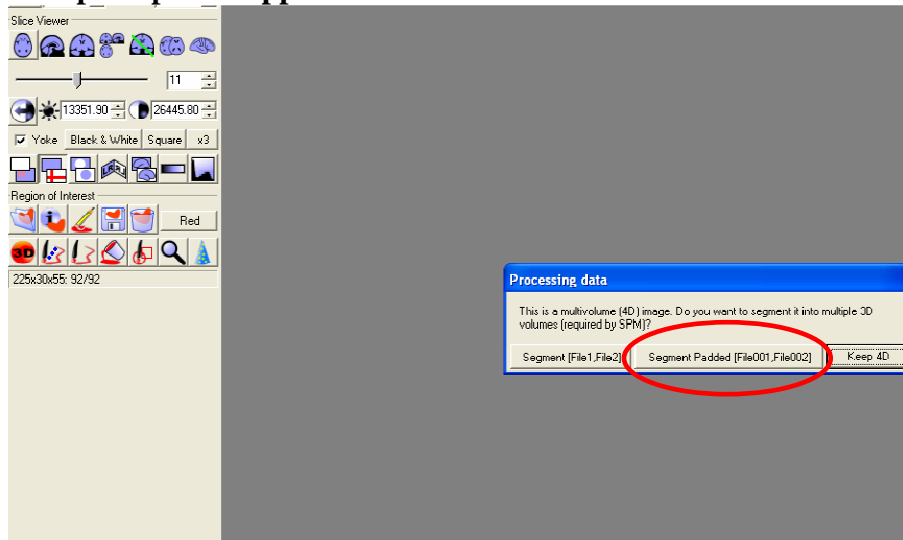 Slice Viewer
11
13351.90
26445.80
Yoke
Black & White
Square
x3
Region of Interest
Red
3D
225x30x55: 92/92
Processing data
This is a multivolume (4D) image. Do you want to segment it into multiple 3D
volumes (required by SPM)?
Segment [File1,File2]
Segment Padded [File001,File002]
Keep 4D